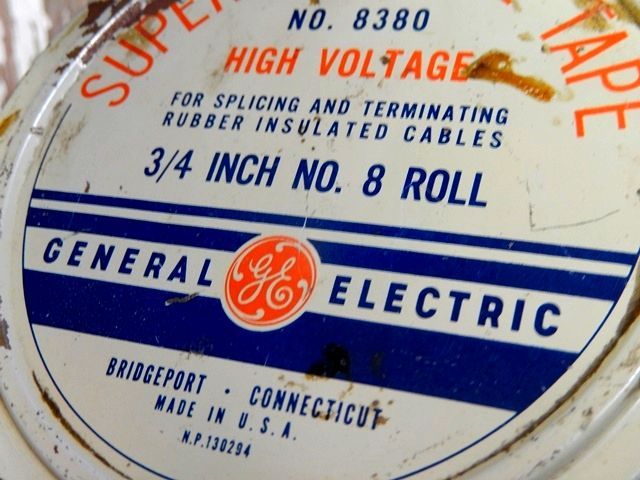 TAPE
NO. 8380
HIGH VOLTAGE
FOR SPLICING AND TERMINATING
RUBBER INSULATED CABLES
3/4 INCH NO. 8 ROLL
GENERAL GE ELECTRIC
BRIDGEPORT · CONNECTICUT
MADE IN U.S.A.
N.P.130294